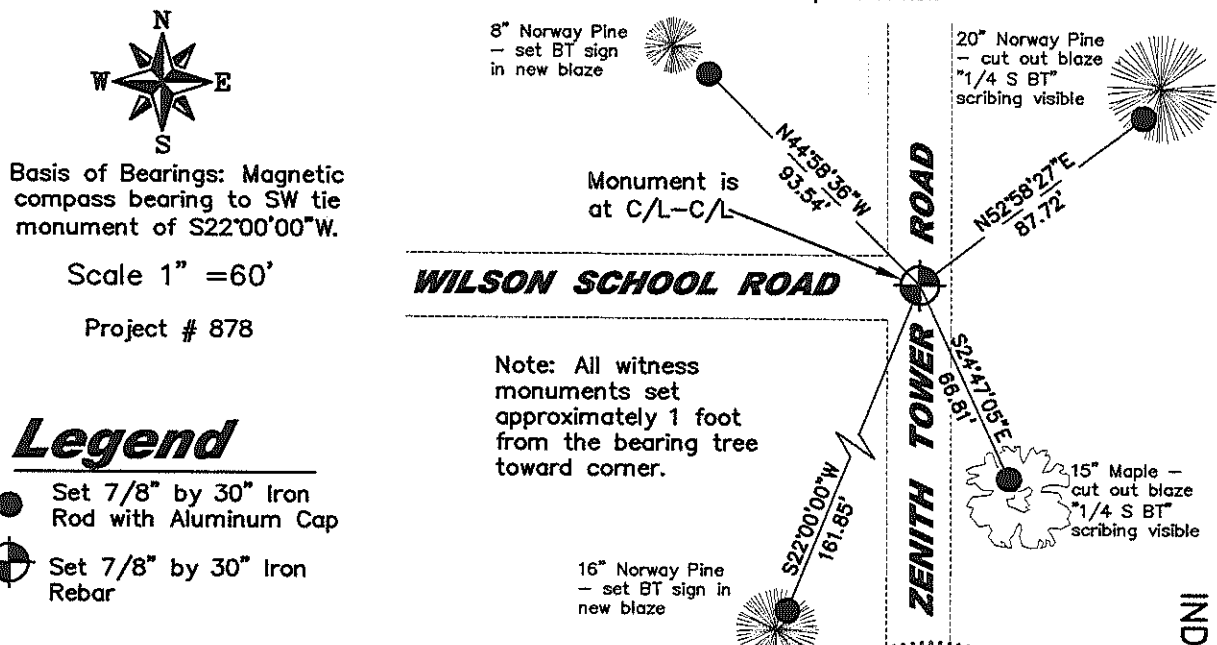 N
W
E
S
Basis of Bearings: Magnetic
compass bearing to SW tie
monument of S22°00'00"W.
Scale 1" =60'
Project # 878
Legend
Set 7/8" by 30" Iron
Rod with Aluminum Cap
Set 7/8" by 30" Iron
Rebar
8" Norway Pine
– set BT sign
in new blaze
20" Norway Pine
– cut out blaze
"1/4 S BT"
scribing visible
N44°58'36"W
93.54'
N52°58'27"E
87.72'
Monument is
at C/L–C/L
WILSON SCHOOL ROAD
ZENITH TOWER ROAD
Note: All witness
monuments set
approximately 1 foot
from the bearing tree
toward corner.
S24°47'05"E
66.81'
S22°00'00"W
161.85'
15" Maple –
cut out blaze
"1/4 S BT"
scribing visible
16" Norway Pine
– set BT sign in
new blaze
IND